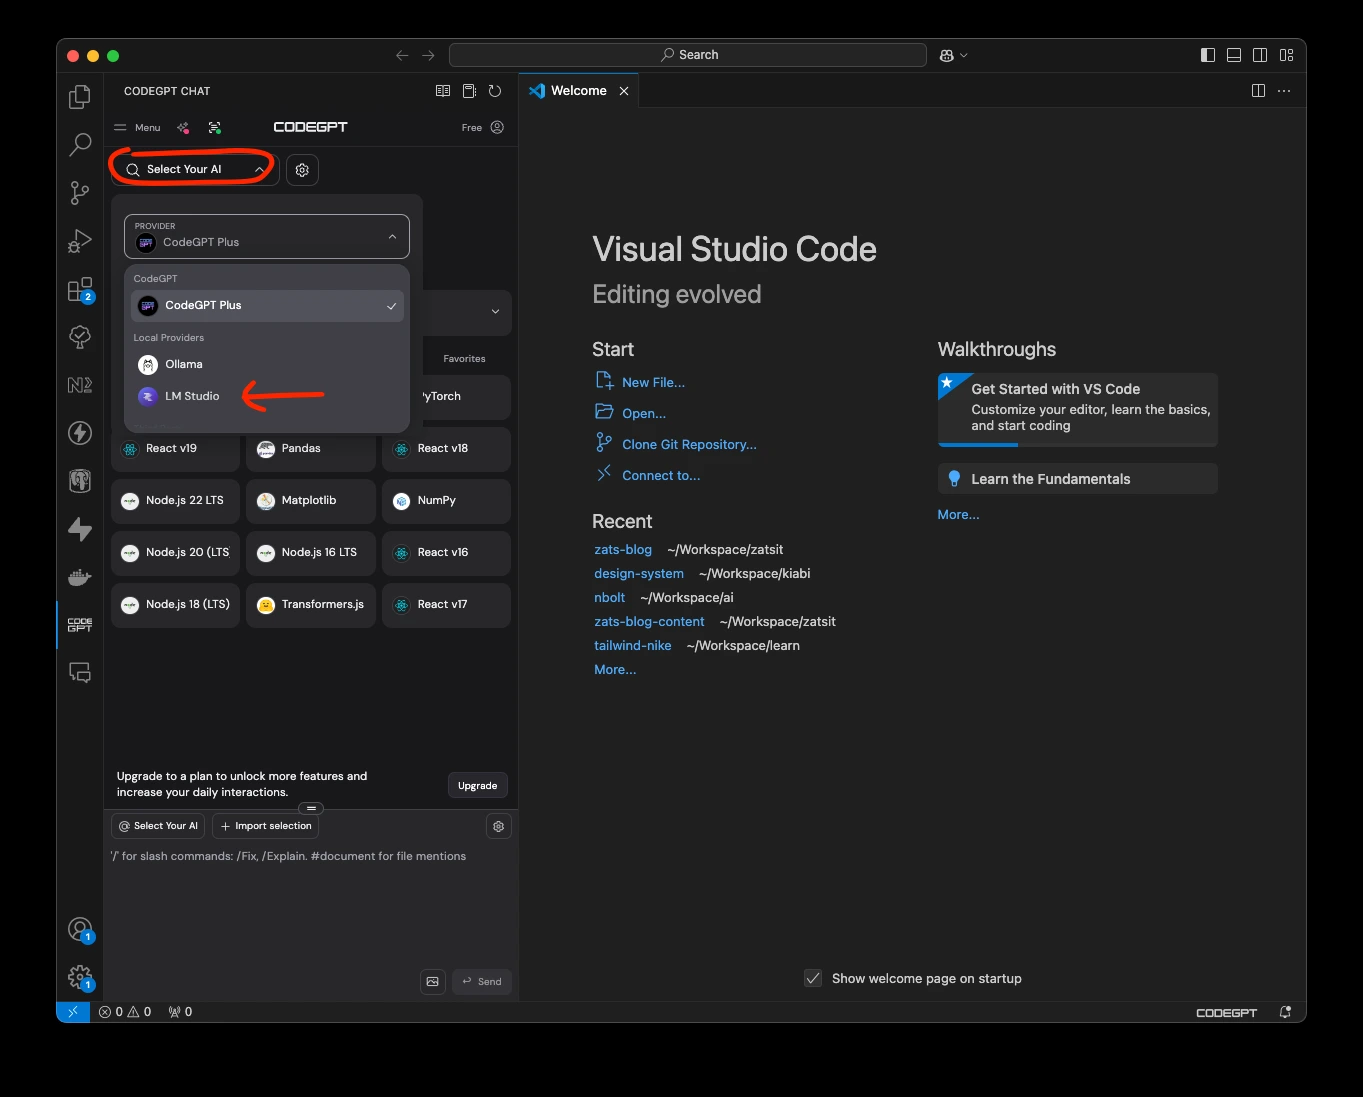 Search
CODEGPT CHAT
Welcome
Menu
CODEGPT
Free
Select Your AI
PROVIDER
CodeGPT Plus
CodeGPT
CodeGPT Plus
Local Providers
Ollama
LM Studio
Favorites
PyTorch
React v19
Pandas
React v18
Node.js 22 LTS
Matplotlib
NumPy
Node.js 20 (LTS)
Node.js 16 LTS
React v16
Node.js 18 (LTS)
Transformers.js
React v17
Upgrade to a plan to unlock more features and
increase your daily interactions.
Upgrade
Select Your AI
Import selection
'/' for slash commands: /Fix, /Explain. #document for file mentions
Send
Visual Studio Code
Editing evolved
Start
New File...
Open...
Clone Git Repository...
Connect to...
Recent
zats-blog ~/Workspace/zatsit
design-system ~/Workspace/kiabi
nbolt ~/Workspace/ai
zats-blog-content ~/Workspace/zatsit
tailwind-nike ~/Workspace/learn
More...
Walkthroughs
Get Started with VS Code
Customize your editor, learn the basics,
and start coding
Learn the Fundamentals
More...
Show welcome page on startup
2
N2
CODE
GPT
1
1
0 0 0
CODEGPT